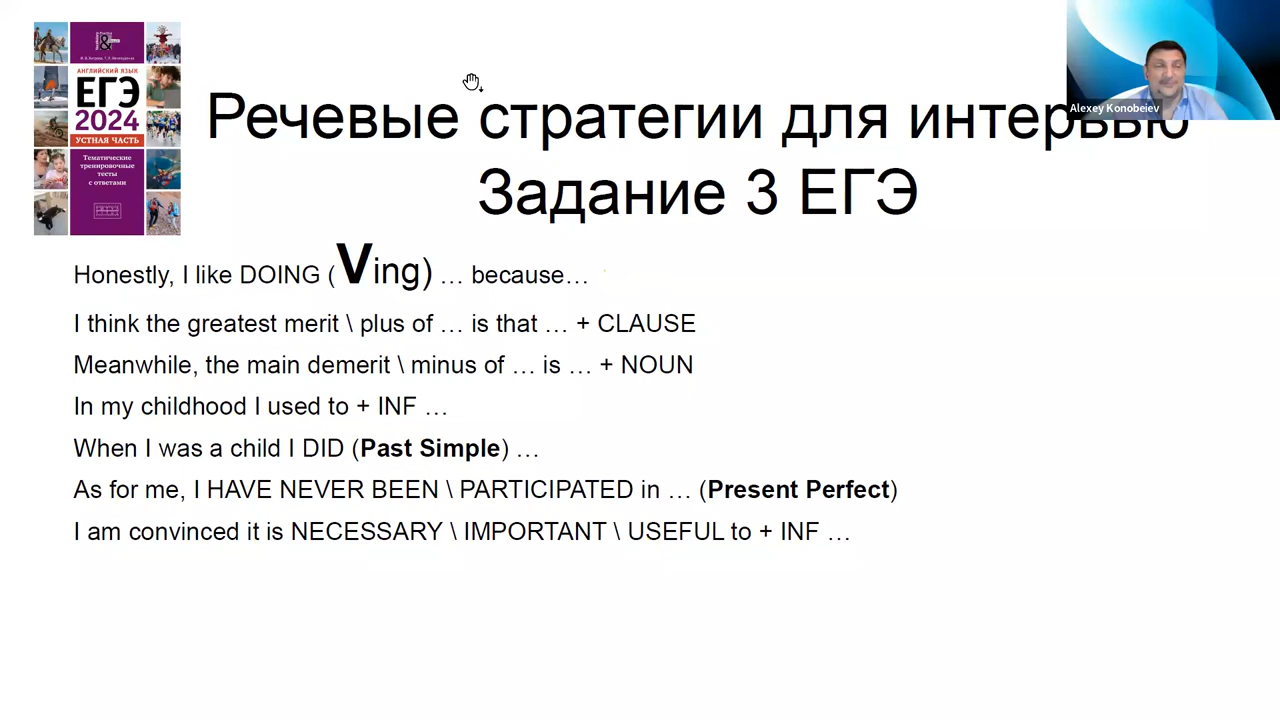 АНГЛИЙСКИЙ ЯЗЫК
ЕГЭ
2024
УСТНАЯ ЧАСТЬ
Тематические
тренировочные
тесты
с ответами
Alexey Konobeiev
Речевые стратегии для интервью
Задание 3 ЕГЭ
Honestly, I like DOING (Ving) … because…
I think the greatest merit \ plus of … is that … + CLAUSE
Meanwhile, the main demerit \ minus of … is … + NOUN
In my childhood I used to + INF …
When I was a child I DID (Past Simple) …
As for me, I HAVE NEVER BEEN \ PARTICIPATED in … (Present Perfect)
I am convinced it is NECESSARY \ IMPORTANT \ USEFUL to + INF …